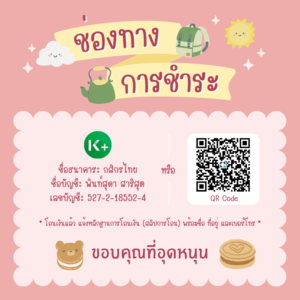 ช่องทาง
การชำระ
K+
ชื่อธนาคาร: กสิกรไทย
ชื่อบัญชี: พันท์สุดา สาริสุต
เลขบัญชี: 527-2-18552-4
หรือ
QR Code
* โอนเงินแล้ว แจ้งหลักฐานการโอนเงิน (สลิปการโอน) พร้อมชื่อ ที่อยู่ และเบอร์โทร *
ขอบคุณที่อุดหนุน